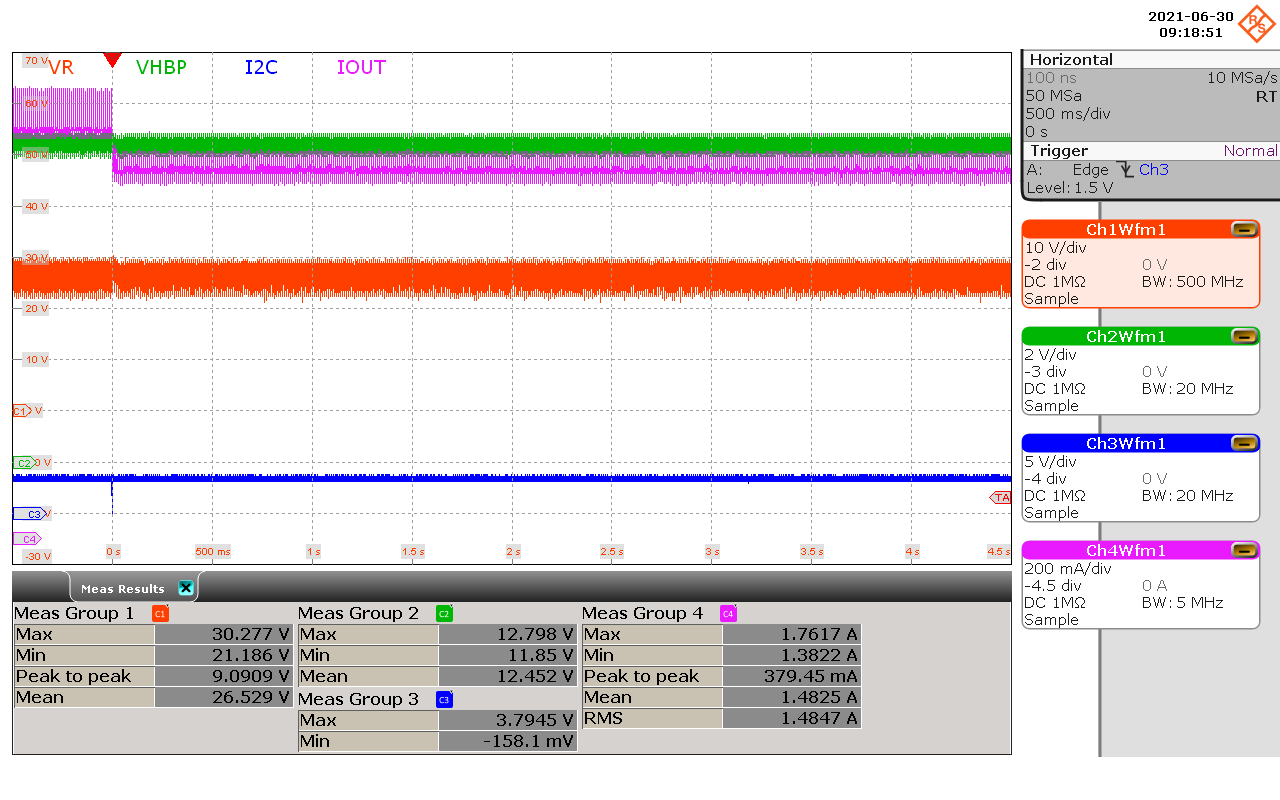 2021-06-30
09:18:51
R&S
70 V
VR
VHBP
I2C
IOUT
60 V
50 V
40 V
30 V
20 V
10 V
C1
V
C2
0 V
C3
V
TA
C4
-30 V
0 s
500 ms
1 s
1.5 s
2 s
2.5 s
3 s
3.5 s
4 s
4.5 s
Horizontal
100 ns 10 MSa/s
50 MSa RT
500 ms/div
0 s
Trigger Normal
A: Edge Ch3
Level: 1.5 V
Ch1Wfm1
10 V/div
-2 div 0 V
DC 1MΩ BW: 500 MHz
Sample
Ch2Wfm1
2 V/div
-3 div 0 V
DC 1MΩ BW: 20 MHz
Sample
Ch3Wfm1
5 V/div
-4 div 0 V
DC 1MΩ BW: 20 MHz
Sample
Ch4Wfm1
200 mA/div
-4.5 div 0 A
DC 1MΩ BW: 5 MHz
Sample
Meas Results
Meas Group 1 C1
Max 30.277 V
Min 21.186 V
Peak to peak 9.0909 V
Mean 26.529 V
Meas Group 2 C2
Max 12.798 V
Min 11.85 V
Mean 12.452 V
Meas Group 3 C3
Max 3.7945 V
Min -158.1 mV
Meas Group 4 C4
Max 1.7617 A
Min 1.3822 A
Peak to peak 379.45 mA
Mean 1.4825 A
RMS 1.4847 A